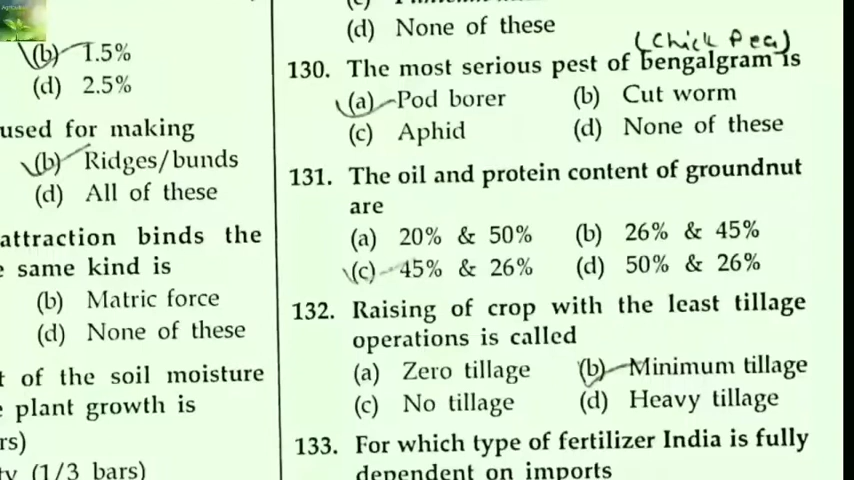 (b) 1.5%
(d) 2.5%
used for making
(b) Ridges/bunds
(d) All of these
attraction binds the
same kind is
(b) Matric force
(d) None of these
of the soil moisture
plant growth is
(1/3 bars)
(d) None of these
(Chick Pea)
130. The most serious pest of bengalgram is
(a) Pod borer (b) Cut worm
(c) Aphid (d) None of these
131. The oil and protein content of groundnut
are
(a) 20% & 50% (b) 26% & 45%
(c) 45% & 26% (d) 50% & 26%
132. Raising of crop with the least tillage
operations is called
(a) Zero tillage (b) Minimum tillage
(c) No tillage (d) Heavy tillage
133. For which type of fertilizer India is fully
dependent on imports